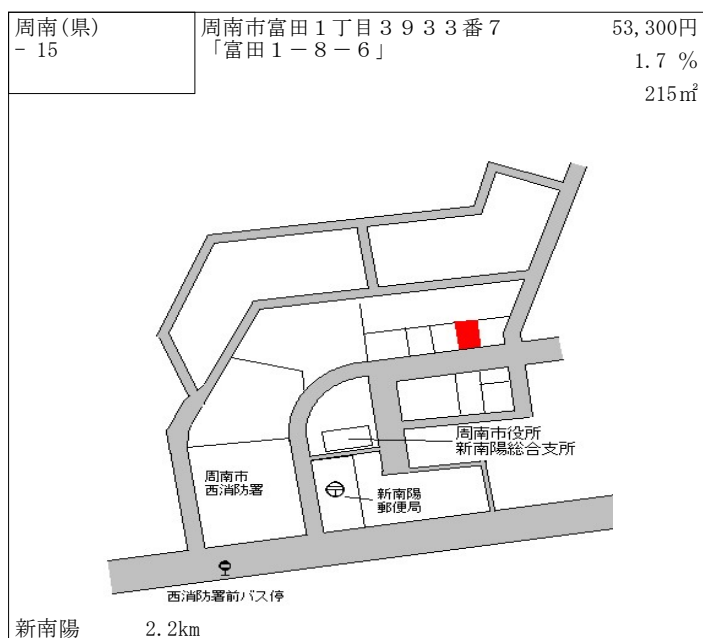 周南(県)
- 15
周南市富田１丁目３９３３番７
「富田１－８－６」
53,300円
1.7 %
215㎡
周南市役所
新南陽総合支所
周南市
西消防署
新南陽
郵便局
西消防署前バス停
新南陽 2.2km